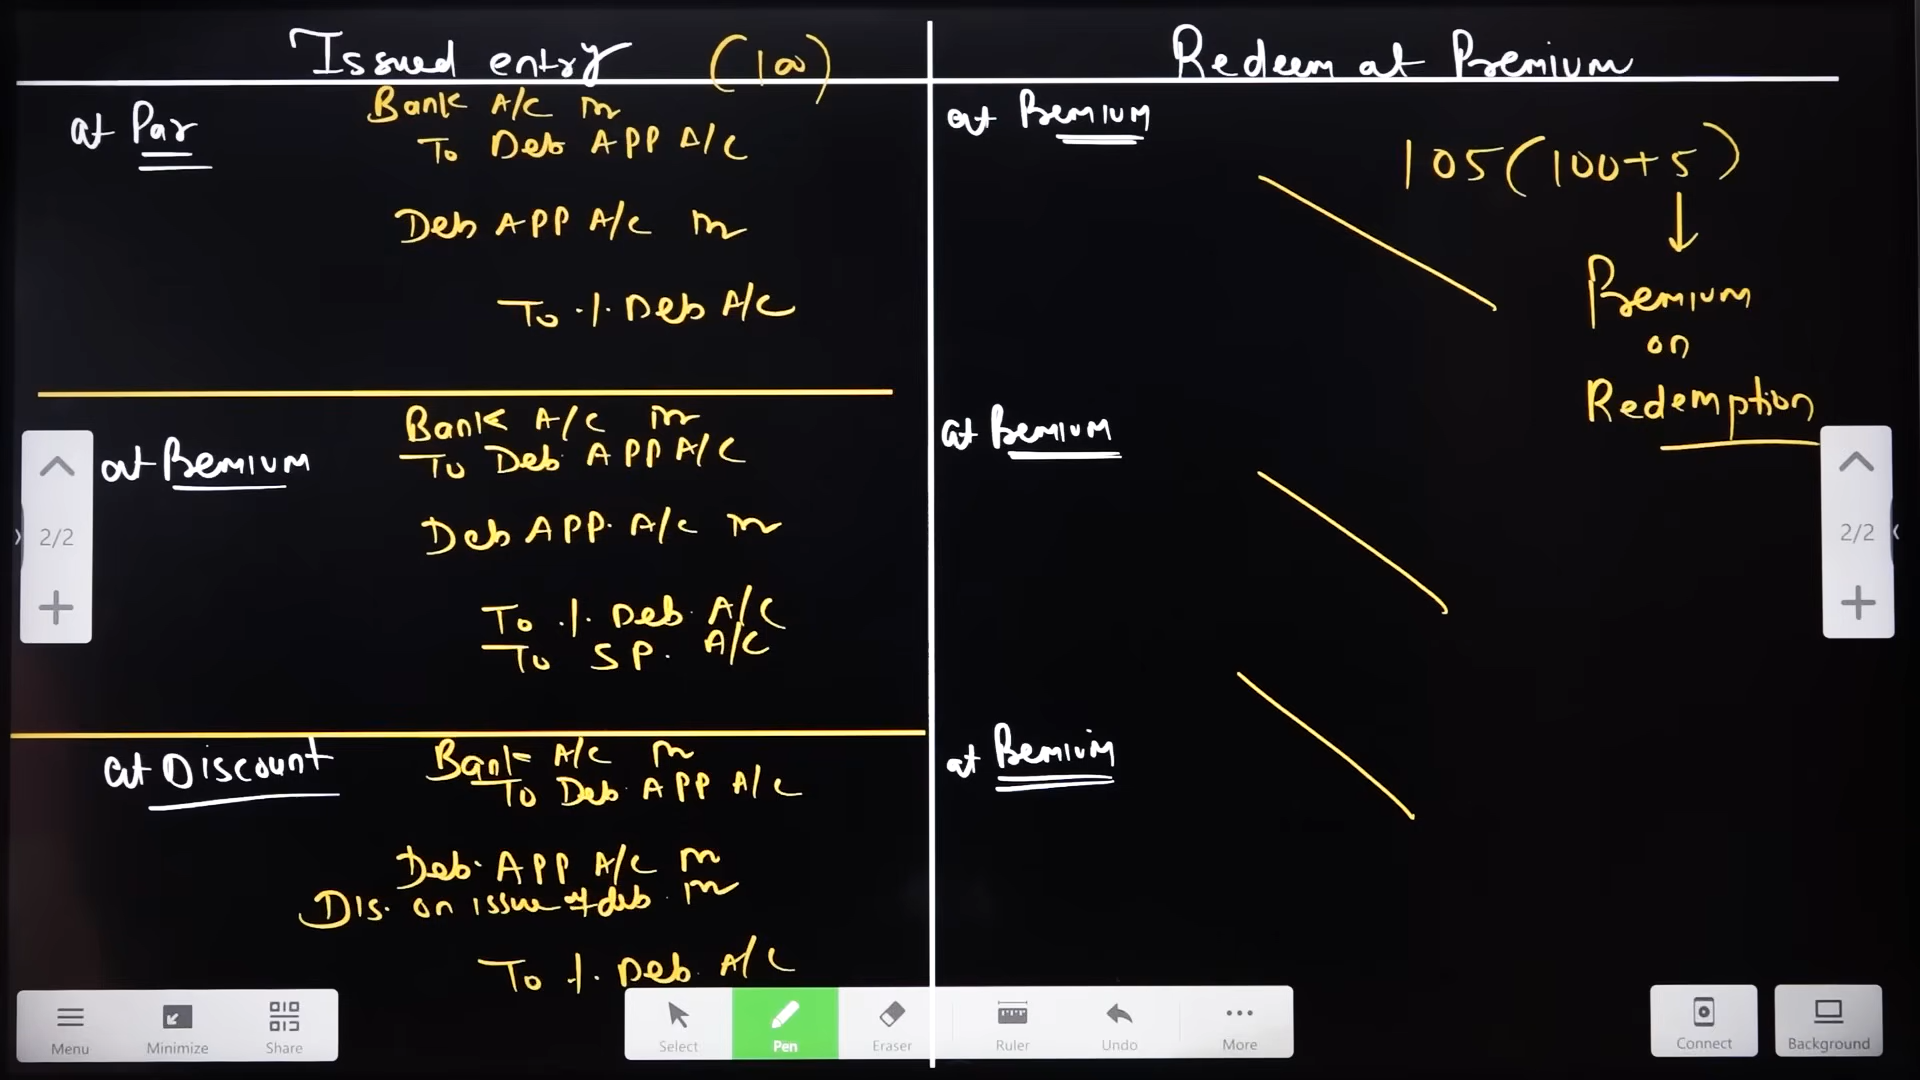 Issued entry (100)
at Par
Bank A/C Dr
To Deb APP A/C
Deb APP A/C Dr
To .|. Deb A/C
at Premium
Bank A/C Dr
To Deb. APP A/C
Deb APP. A/C Dr
To .|. Deb. A/C
To SP. A/C
at Discount
Bank A/C Dr
To Deb. APP A/C
Deb. APP A/C Dr
Dis. on issue of deb. Dr
To .|. Deb. A/C
Redeem at Premium
at Premium
105 (100+5)
Premium
on
Redemption
at Premium
at Premium
2/2
2/2
Menu
Minimize
Share
Select
Pen
Eraser
Ruler
Undo
More
Connect
Background